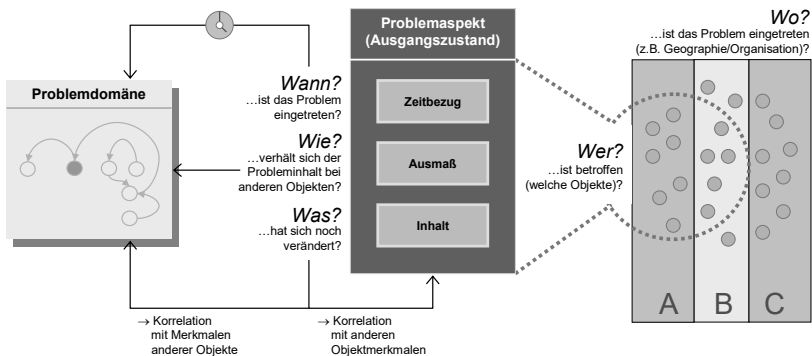 Problemaspekt
(Ausgangszustand)
Wo?
…ist das Problem eingetreten
(z.B. Geographie/Organisation)?
Problemdomäne
Wann?
…ist das Problem
eingetreten?
Zeitbezug
Wie?
…verhält sich der
Probleminhalt bei
anderen Objekten?
Ausmaß
Wer?
…ist betroffen
(welche Objekte)?
Was?
…hat sich noch
verändert?
Inhalt
A
B
C
→ Korrelation
mit Merkmalen
anderer Objekte
→ Korrelation
mit anderen
Objektmerkmalen